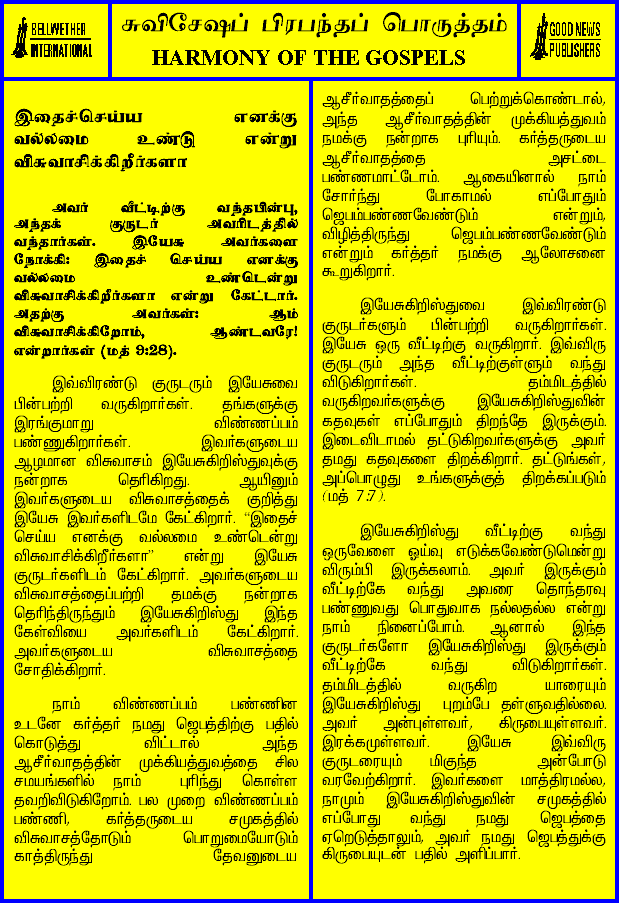 BELLWETHER
INTERNATIONAL
சுவிசேஷப் பிரபந்தப் பொருத்தம்
HARMONY OF THE GOSPELS
GOOD NEWS
PUBLISHERS
இதைச்செய்ய எனக்கு
வல்லமை உண்டு என்று
விசுவாசிக்கிறீர்களா
அவர் வீட்டிற்கு வந்தபின்பு,
அந்தக் குருடர் அவரிடத்தில்
வந்தார்கள். இயேசு அவர்களை
நோக்கி: இதைச் செய்ய எனக்கு
வல்லமை உண்டென்று
விசுவாசிக்கிறீர்களா என்று கேட்டார்.
அதற்கு அவர்கள்: ஆம்
விசுவாசிக்கிறோம், ஆண்டவரே!
என்றார்கள் (மத் 9:28).
இவ்விரண்டு குருடரும் இயேசுவை
பின்பற்றி வருகிறார்கள். தங்களுக்கு
இரங்குமாறு விண்ணப்பம்
பண்ணுகிறார்கள். இவர்களுடைய
ஆழமான விசுவாசம் இயேசுகிறிஸ்துவுக்கு
நன்றாக தெரிகிறது. ஆயினும்
இவர்களுடைய விசுவாசத்தைக் குறித்து
இயேசு இவர்களிடமே கேட்கிறார். “இதைச்
செய்ய எனக்கு வல்லமை உண்டென்று
விசுவாசிக்கிறீர்களா” என்று இயேசு
குருடர்களிடம் கேட்கிறார். அவர்களுடைய
விசுவாசத்தைப்பற்றி தமக்கு நன்றாக
தெரிந்திருந்தும் இயேசுகிறிஸ்து இந்த
கேள்வியை அவர்களிடம் கேட்கிறார்.
அவர்களுடைய விசுவாசத்தை
சோதிக்கிறார்.
நாம் விண்ணப்பம் பண்ணின
உடனே கர்த்தர் நமது ஜெபத்திற்கு பதில்
கொடுத்து விட்டால் அந்த
ஆசீர்வாதத்தின் முக்கியத்துவத்தை சில
சமயங்களில் நாம் புரிந்து கொள்ள
தவறிவிடுகிறோம். பல முறை விண்ணப்பம்
பண்ணி, கர்த்தருடைய சமுகத்தில்
விசுவாசத்தோடும் பொறுமையோடும்
காத்திருந்து தேவனுடைய
ஆசீர்வாதத்தைப் பெற்றுக்கொண்டால்,
அந்த ஆசீர்வாதத்தின் முக்கியத்துவம்
நமக்கு நன்றாக புரியும். கர்த்தருடைய
ஆசீர்வாதத்தை அசட்டை
பண்ணமாட்டோம். ஆகையினால் நாம்
சோர்ந்து போகாமல் எப்போதும்
ஜெபம்பண்ணவேண்டும் என்றும்,
விழித்திருந்து ஜெபம்பண்ணவேண்டும்
என்றும் கர்த்தர் நமக்கு ஆலோசனை
கூறுகிறார்.
இயேசுகிறிஸ்துவை இவ்விரண்டு
குருடர்களும் பின்பற்றி வருகிறார்கள்.
இயேசு ஒரு வீட்டிற்கு வருகிறார். இவ்விரு
குருடரும் அந்த வீட்டிற்குள்ளும் வந்து
விடுகிறார்கள். தம்மிடத்தில்
வருகிறவர்களுக்கு இயேசுகிறிஸ்துவின்
கதவுகள் எப்போதும் திறந்தே இருக்கும்.
இடைவிடாமல் தட்டுகிறவர்களுக்கு அவர்
தமது கதவுகளை திறக்கிறார். தட்டுங்கள்,
அப்பொழுது உங்களுக்குத் திறக்கப்படும்
(மத் 7:7).
இயேசுகிறிஸ்து வீட்டிற்கு வந்து
ஒருவேளை ஓய்வு எடுக்கவேண்டுமென்று
விரும்பி இருக்கலாம். அவர் இருக்கும்
வீட்டிற்கே வந்து அவரை தொந்தரவு
பண்ணுவது பொதுவாக நல்லதல்ல என்று
நாம் நினைப்போம். ஆனால் இந்த
குருடர்களோ இயேசுகிறிஸ்து இருக்கும்
வீட்டிற்கே வந்து விடுகிறார்கள்.
தம்மிடத்தில் வருகிற யாரையும்
இயேசுகிறிஸ்து புறம்பே தள்ளுவதில்லை.
அவர் அன்புள்ளவர், கிருபையுள்ளவர்.
இரக்கமுள்ளவர். இயேசு இவ்விரு
குருடரையும் மிகுந்த அன்போடு
வரவேற்கிறார். இவர்களை மாத்திரமல்ல,
நாமும் இயேசுகிறிஸ்துவின் சமுகத்தில்
எப்போது வந்து நமது ஜெபத்தை
ஏறெடுத்தாலும், அவர் நமது ஜெபத்துக்கு
கிருபையுடன் பதில் அளிப்பார்.